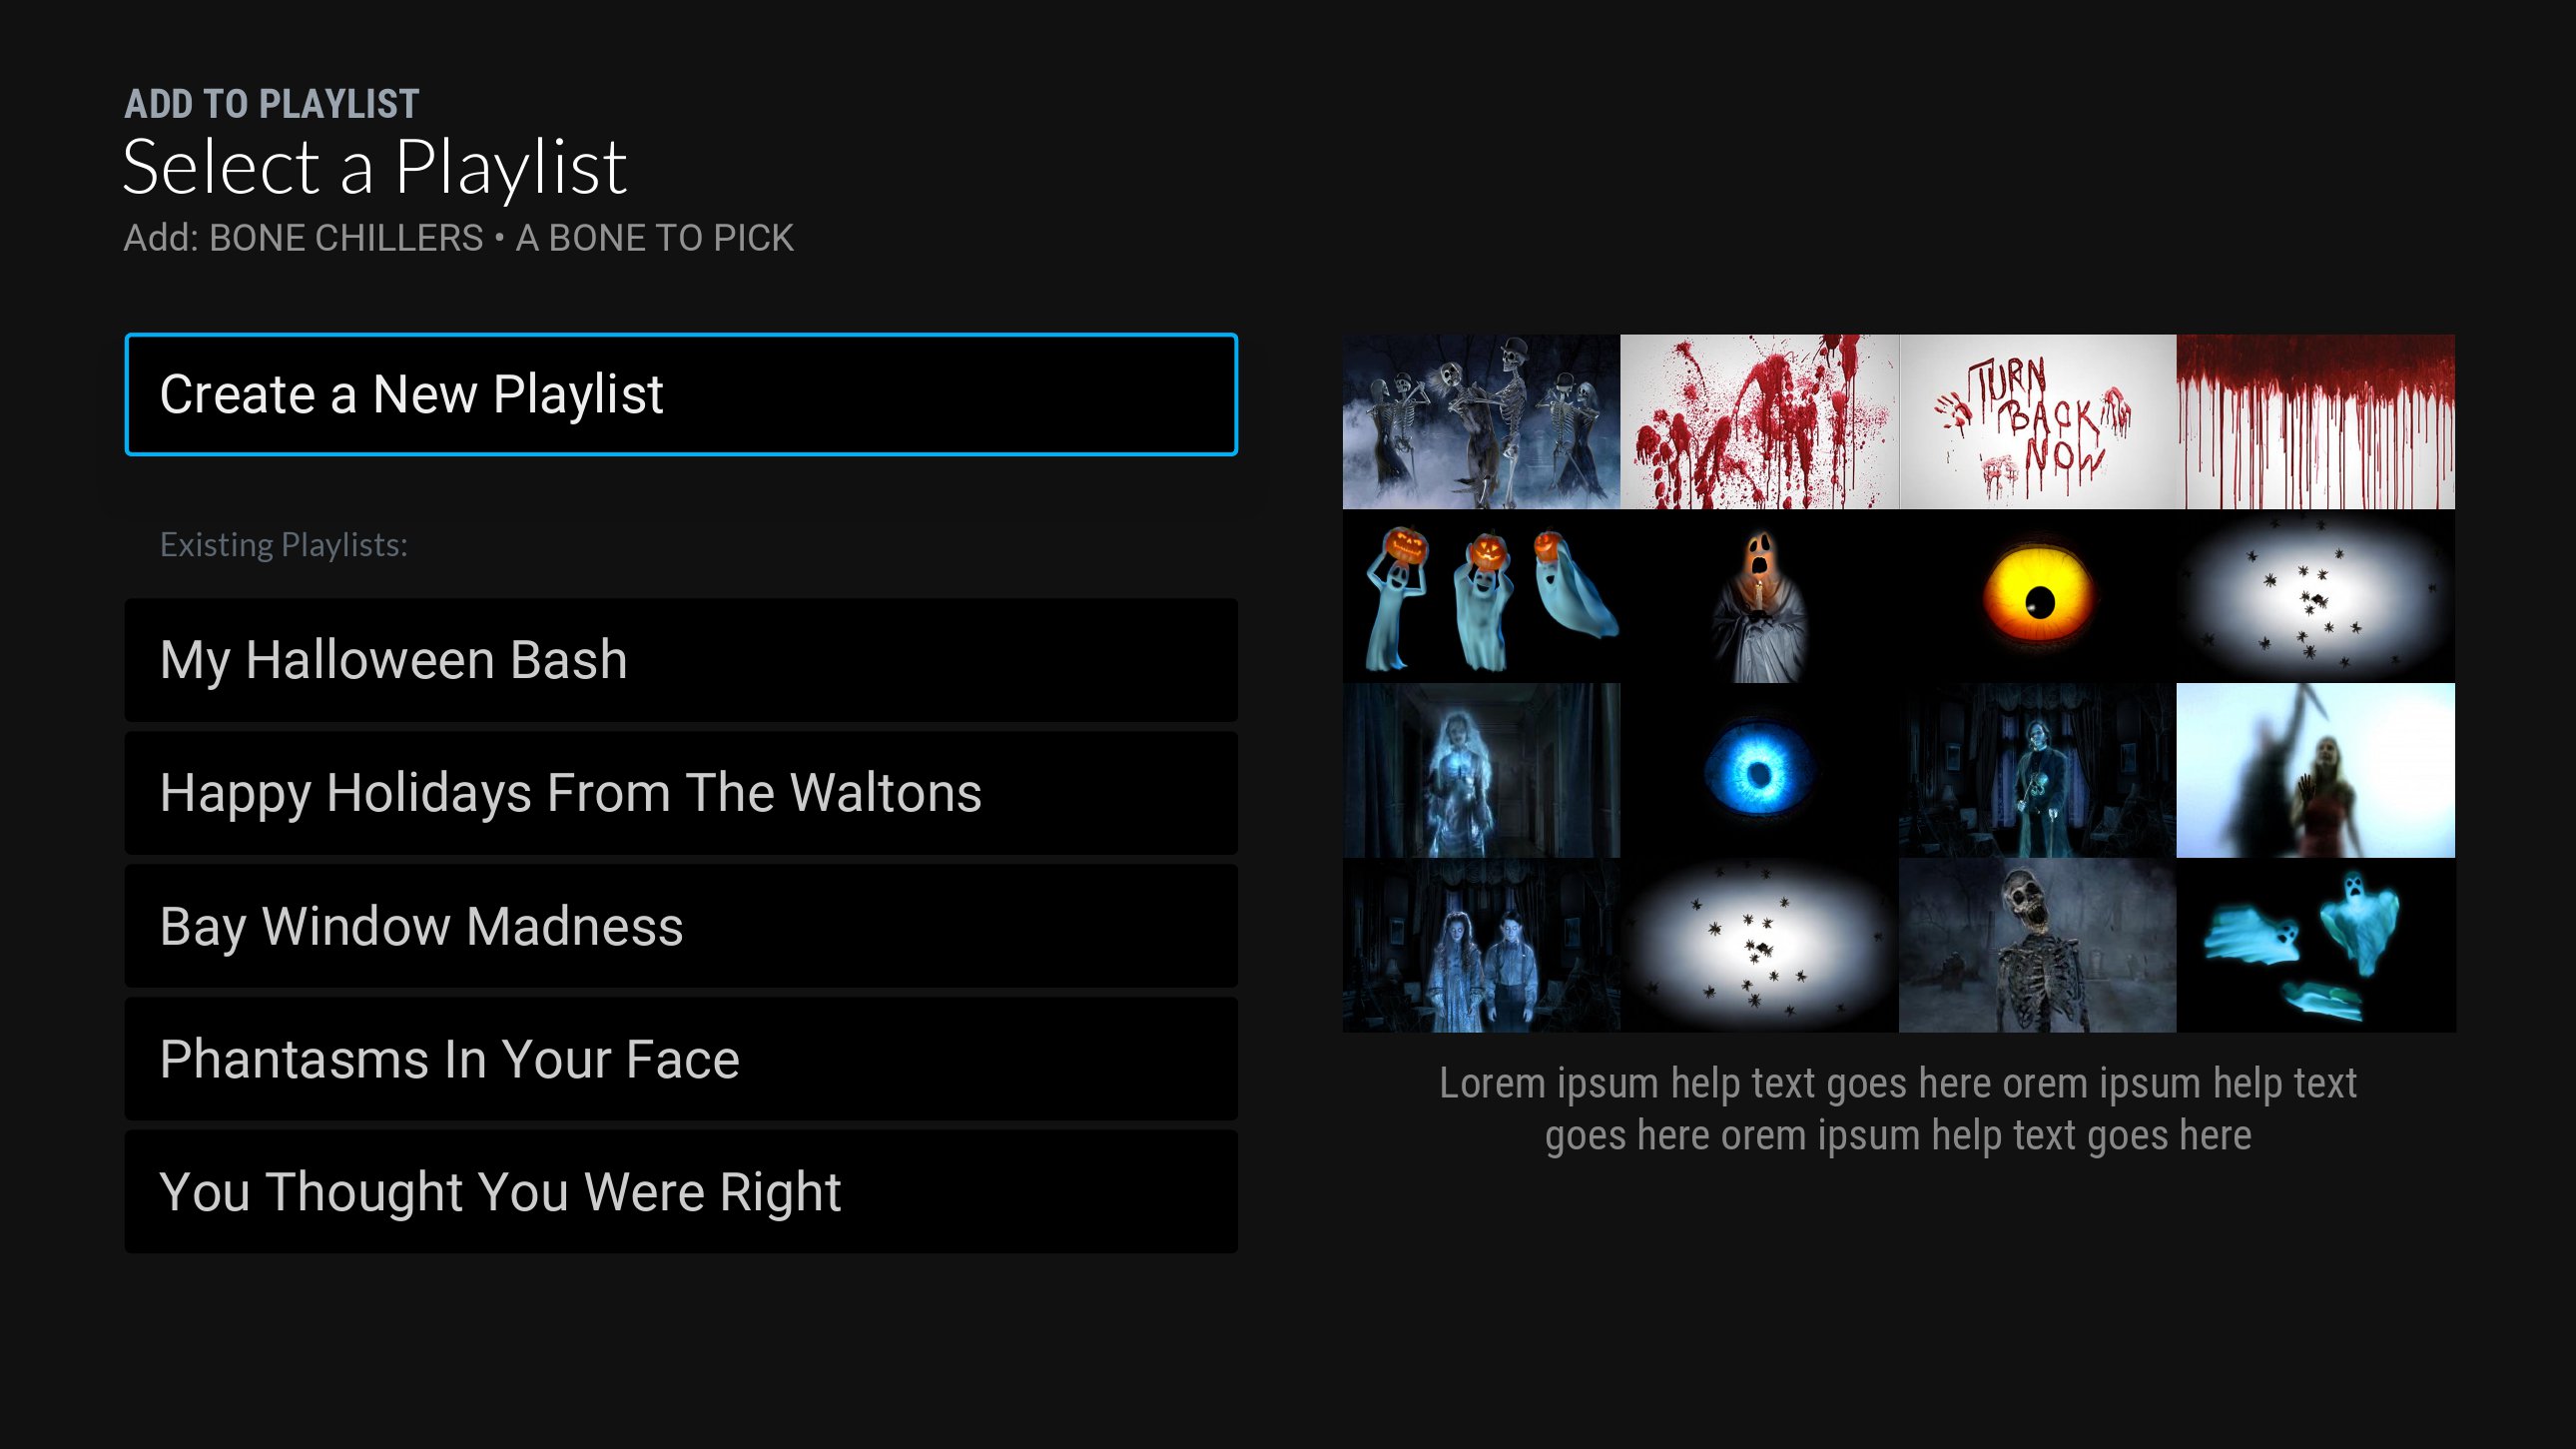 ADD TO PLAYLIST
Select a Playlist
Add: BONE CHILLERS • A BONE TO PICK
Create a New Playlist
Existing Playlists:
My Halloween Bash
Happy Holidays From The Waltons
Bay Window Madness
Phantasms In Your Face
You Thought You Were Right
TURN
BACK
NOW
Lorem ipsum help text goes here orem ipsum help text
goes here orem ipsum help text goes here